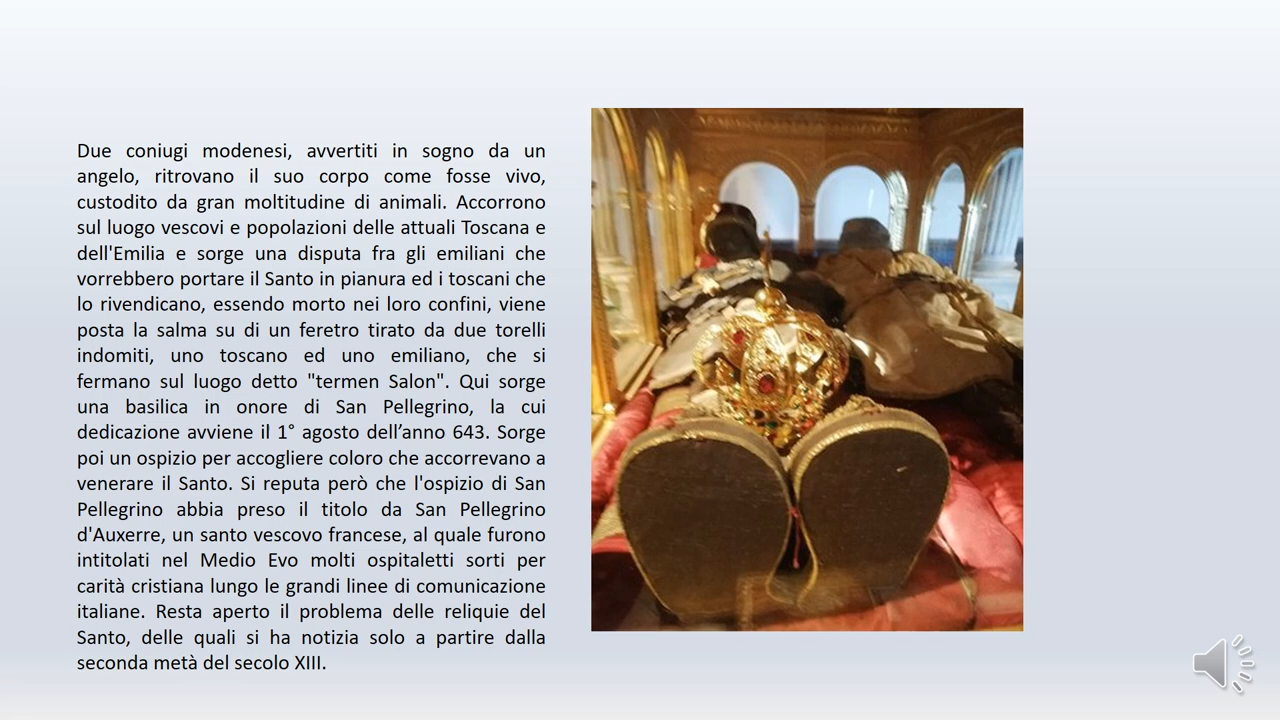 Due coniugi modenesi, avvertiti in sogno da un
angelo, ritrovano il suo corpo come fosse vivo,
custodito da gran moltitudine di animali. Accorrono
sul luogo vescovi e popolazioni delle attuali Toscana e
dell'Emilia e sorge una disputa fra gli emiliani che
vorrebbero portare il Santo in pianura ed i toscani che
lo rivendicano, essendo morto nei loro confini, viene
posta la salma su di un feretro tirato da due torelli
indomiti, uno toscano ed uno emiliano, che si
fermano sul luogo detto "termen Salon". Qui sorge
una basilica in onore di San Pellegrino, la cui
dedicazione avviene il 1° agosto dell’anno 643. Sorge
poi un ospizio per accogliere coloro che accorrevano a
venerare il Santo. Si reputa però che l'ospizio di San
Pellegrino abbia preso il titolo da San Pellegrino
d'Auxerre, un santo vescovo francese, al quale furono
intitolati nel Medio Evo molti ospitaletti sorti per
carità cristiana lungo le grandi linee di comunicazione
italiane. Resta aperto il problema delle reliquie del
Santo, delle quali si ha notizia solo a partire dalla
seconda metà del secolo XIII.